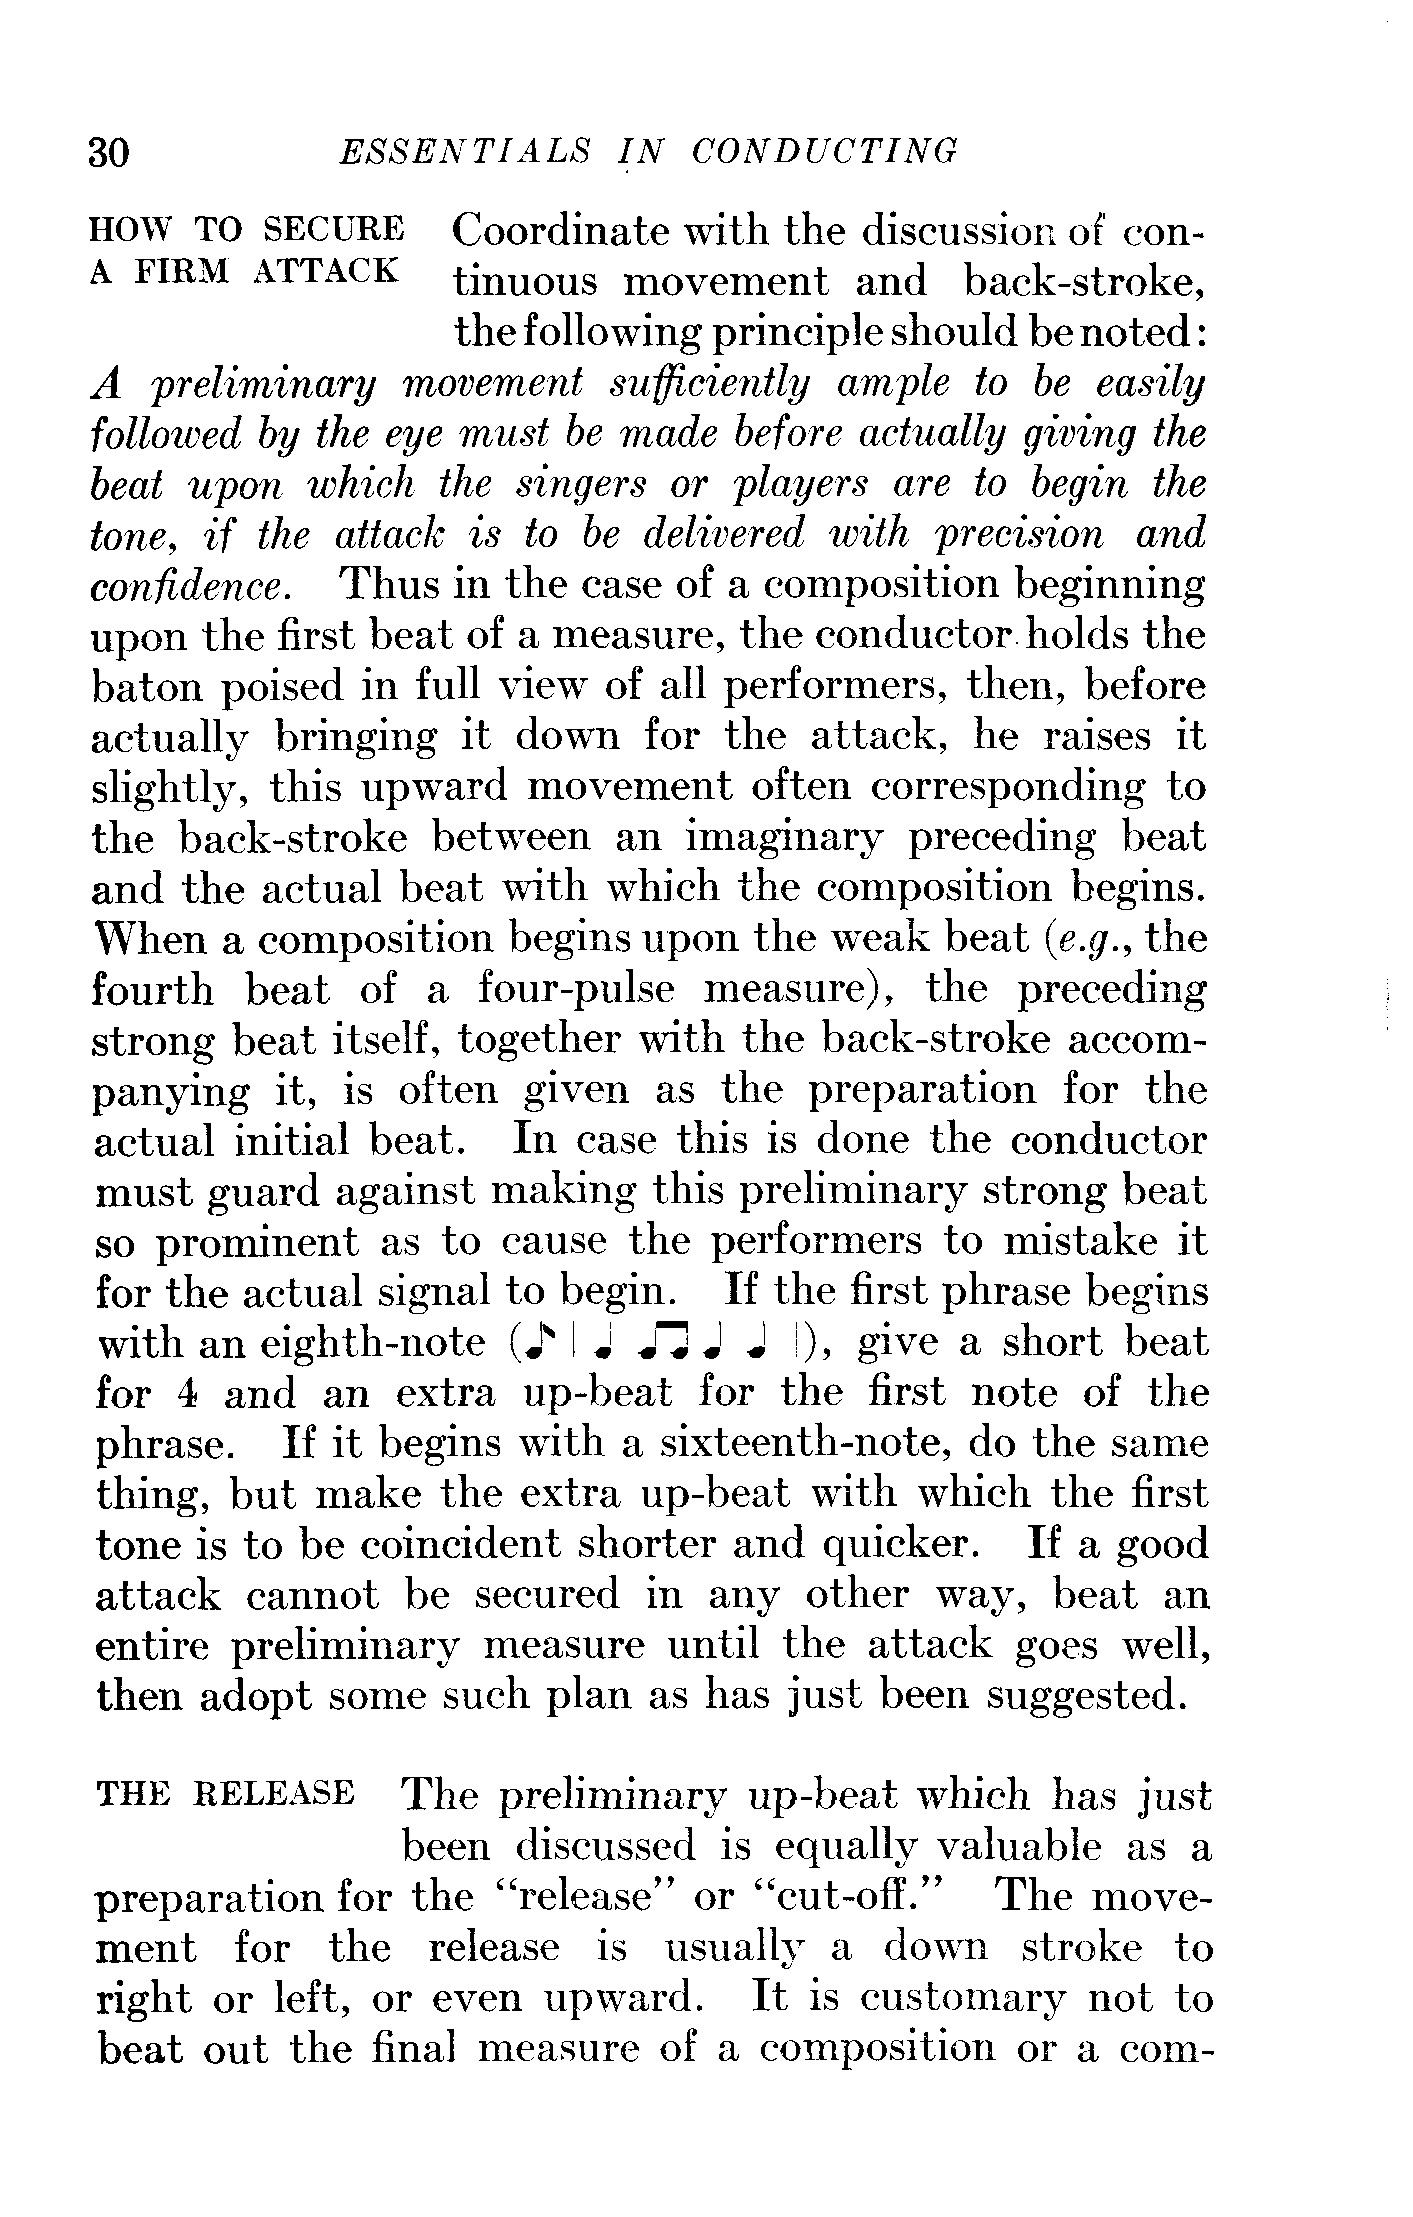 30 ESSENTIALS IN CONDUCTING
HOW TO SECURE
A FIRM ATTACK
Coordinate with the discussion of con-
tinuous movement and back-stroke,
the following principle should be noted:
A preliminary movement sufficiently ample to be easily
followed by the eye must be made before actually giving the
beat upon which the singers or players are to begin the
tone, if the attack is to be delivered with precision and
confidence. Thus in the case of a composition beginning
upon the first beat of a measure, the conductor holds the
baton poised in full view of all performers, then, before
actually bringing it down for the attack, he raises it
slightly, this upward movement often corresponding to
the back-stroke between an imaginary preceding beat
and the actual beat with which the composition begins.
When a composition begins upon the weak beat (e.g., the
fourth beat of a four-pulse measure), the preceding
strong beat itself, together with the back-stroke accom-
panying it, is often given as the preparation for the
actual initial beat. In case this is done the conductor
must guard against making this preliminary strong beat
so prominent as to cause the performers to mistake it
for the actual signal to begin. If the first phrase begins
with an eighth-note (♪ | ♩ ♫ ♩ ♩ |), give a short beat
for 4 and an extra up-beat for the first note of the
phrase. If it begins with a sixteenth-note, do the same
thing, but make the extra up-beat with which the first
tone is to be coincident shorter and quicker. If a good
attack cannot be secured in any other way, beat an
entire preliminary measure until the attack goes well,
then adopt some such plan as has just been suggested.
THE RELEASE The preliminary up-beat which has just
been discussed is equally valuable as a
preparation for the "release" or "cut-off." The move-
ment for the release is usually a down stroke to
right or left, or even upward. It is customary not to
beat out the final measure of a composition or a com-